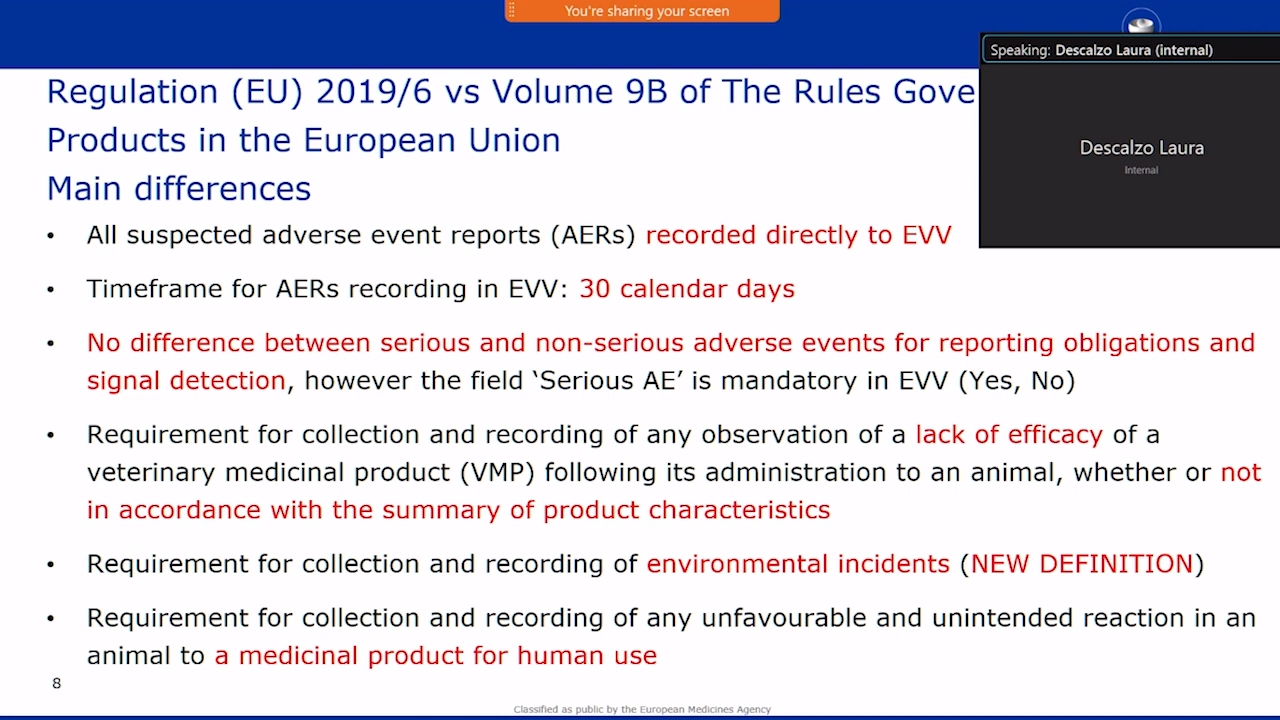 You're sharing your screen
Speaking: Descalzo Laura (internal)
Descalzo Laura
Internal
Regulation (EU) 2019/6 vs Volume 9B of The Rules Gove
Products in the European Union
Main differences
• All suspected adverse event reports (AERs) recorded directly to EVV
• Timeframe for AERs recording in EVV: 30 calendar days
• No difference between serious and non-serious adverse events for reporting obligations and
signal detection, however the field ‘Serious AE’ is mandatory in EVV (Yes, No)
• Requirement for collection and recording of any observation of a lack of efficacy of a
veterinary medicinal product (VMP) following its administration to an animal, whether or not
in accordance with the summary of product characteristics
• Requirement for collection and recording of environmental incidents (NEW DEFINITION)
• Requirement for collection and recording of any unfavourable and unintended reaction in an
animal to a medicinal product for human use
8
Classified as public by the European Medicines Agency